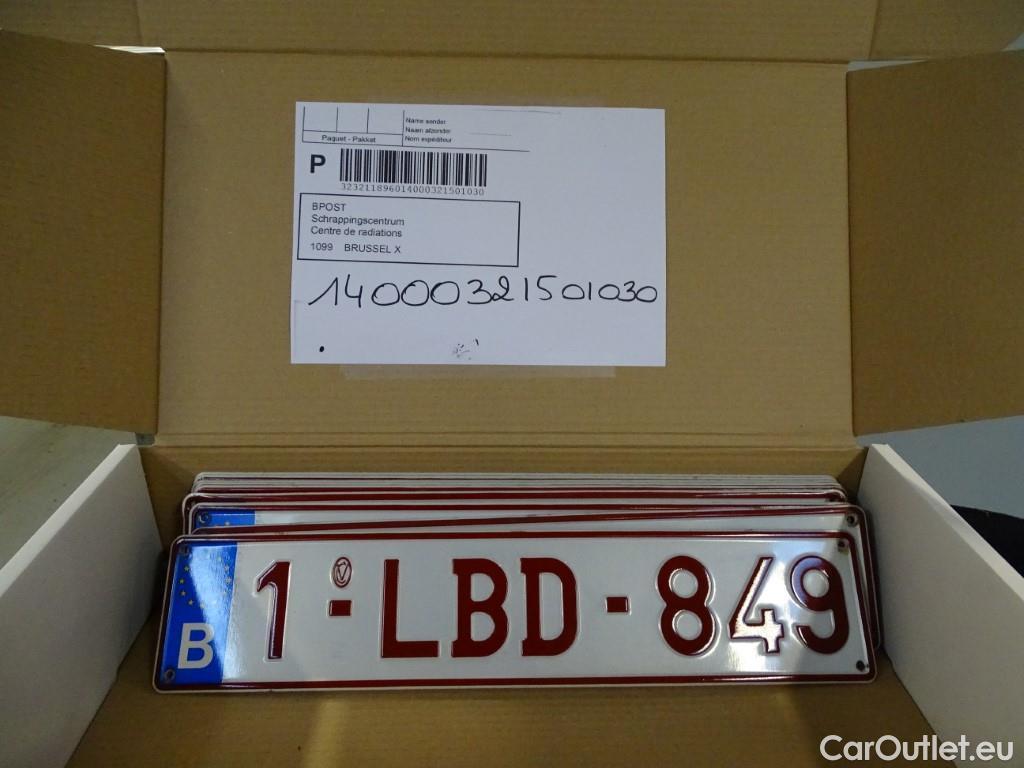 Name sender
Naam afzender
Paquet - Pakket
Nom expéditeur
P
323211896014000321501030
BPOST
Schrappingscentrum
Centre de radiations
1099 BRUSSEL X
14000321501030
B 1-LBD-849
CarOutlet.eu